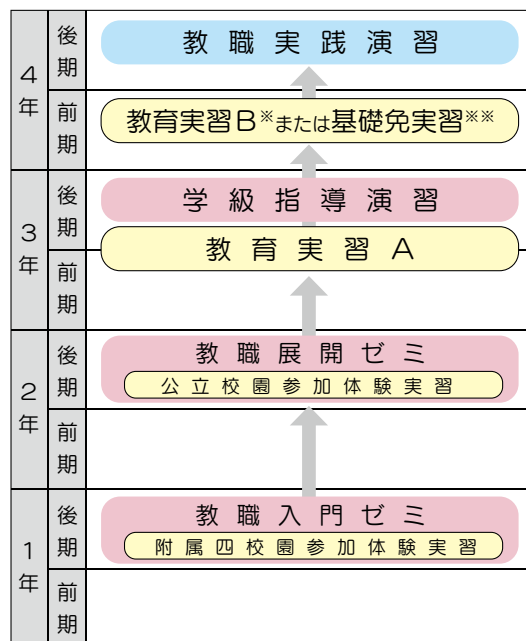 4年
後期
教職実践演習
前期
教育実習B※または基礎免実習※※
3年
後期
学級指導演習
教育実習A
前期
2年
後期
教職展開ゼミ
公立校園参加体験実習
前期
1年
後期
教職入門ゼミ
附属四校園参加体験実習
前期